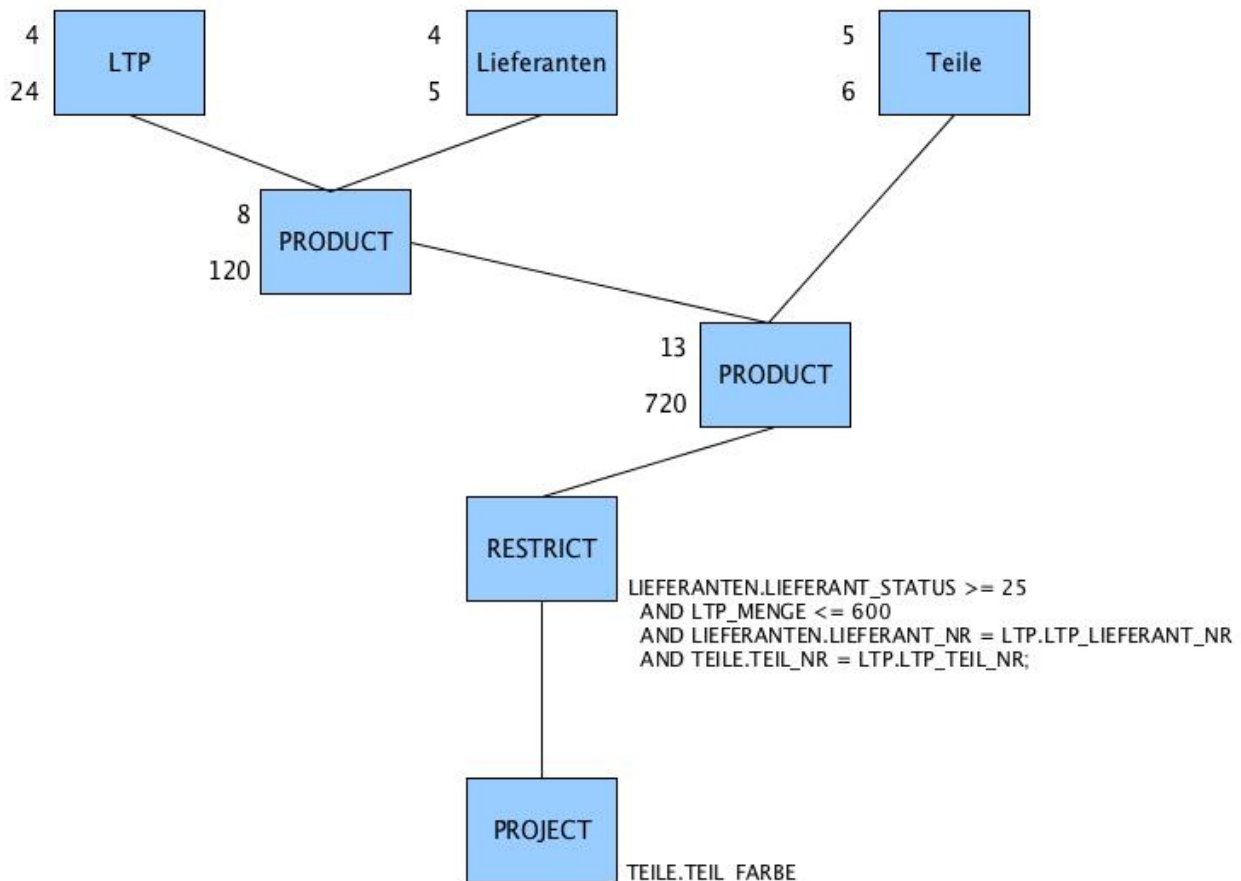 4
LTP
24
4
Lieferanten
5
5
Teile
6
8
PRODUCT
120
13
PRODUCT
720
RESTRICT
LIEFERANTEN.LIEFERANT_STATUS >= 25
AND LTP_MENGE <= 600
AND LIEFERANTEN.LIEFERANT_NR = LTP.LTP_LIEFERANT_NR
AND TEILE.TEIL_NR = LTP.LTP_TEIL_NR;
PROJECT
TEILE.TEIL_FARBE